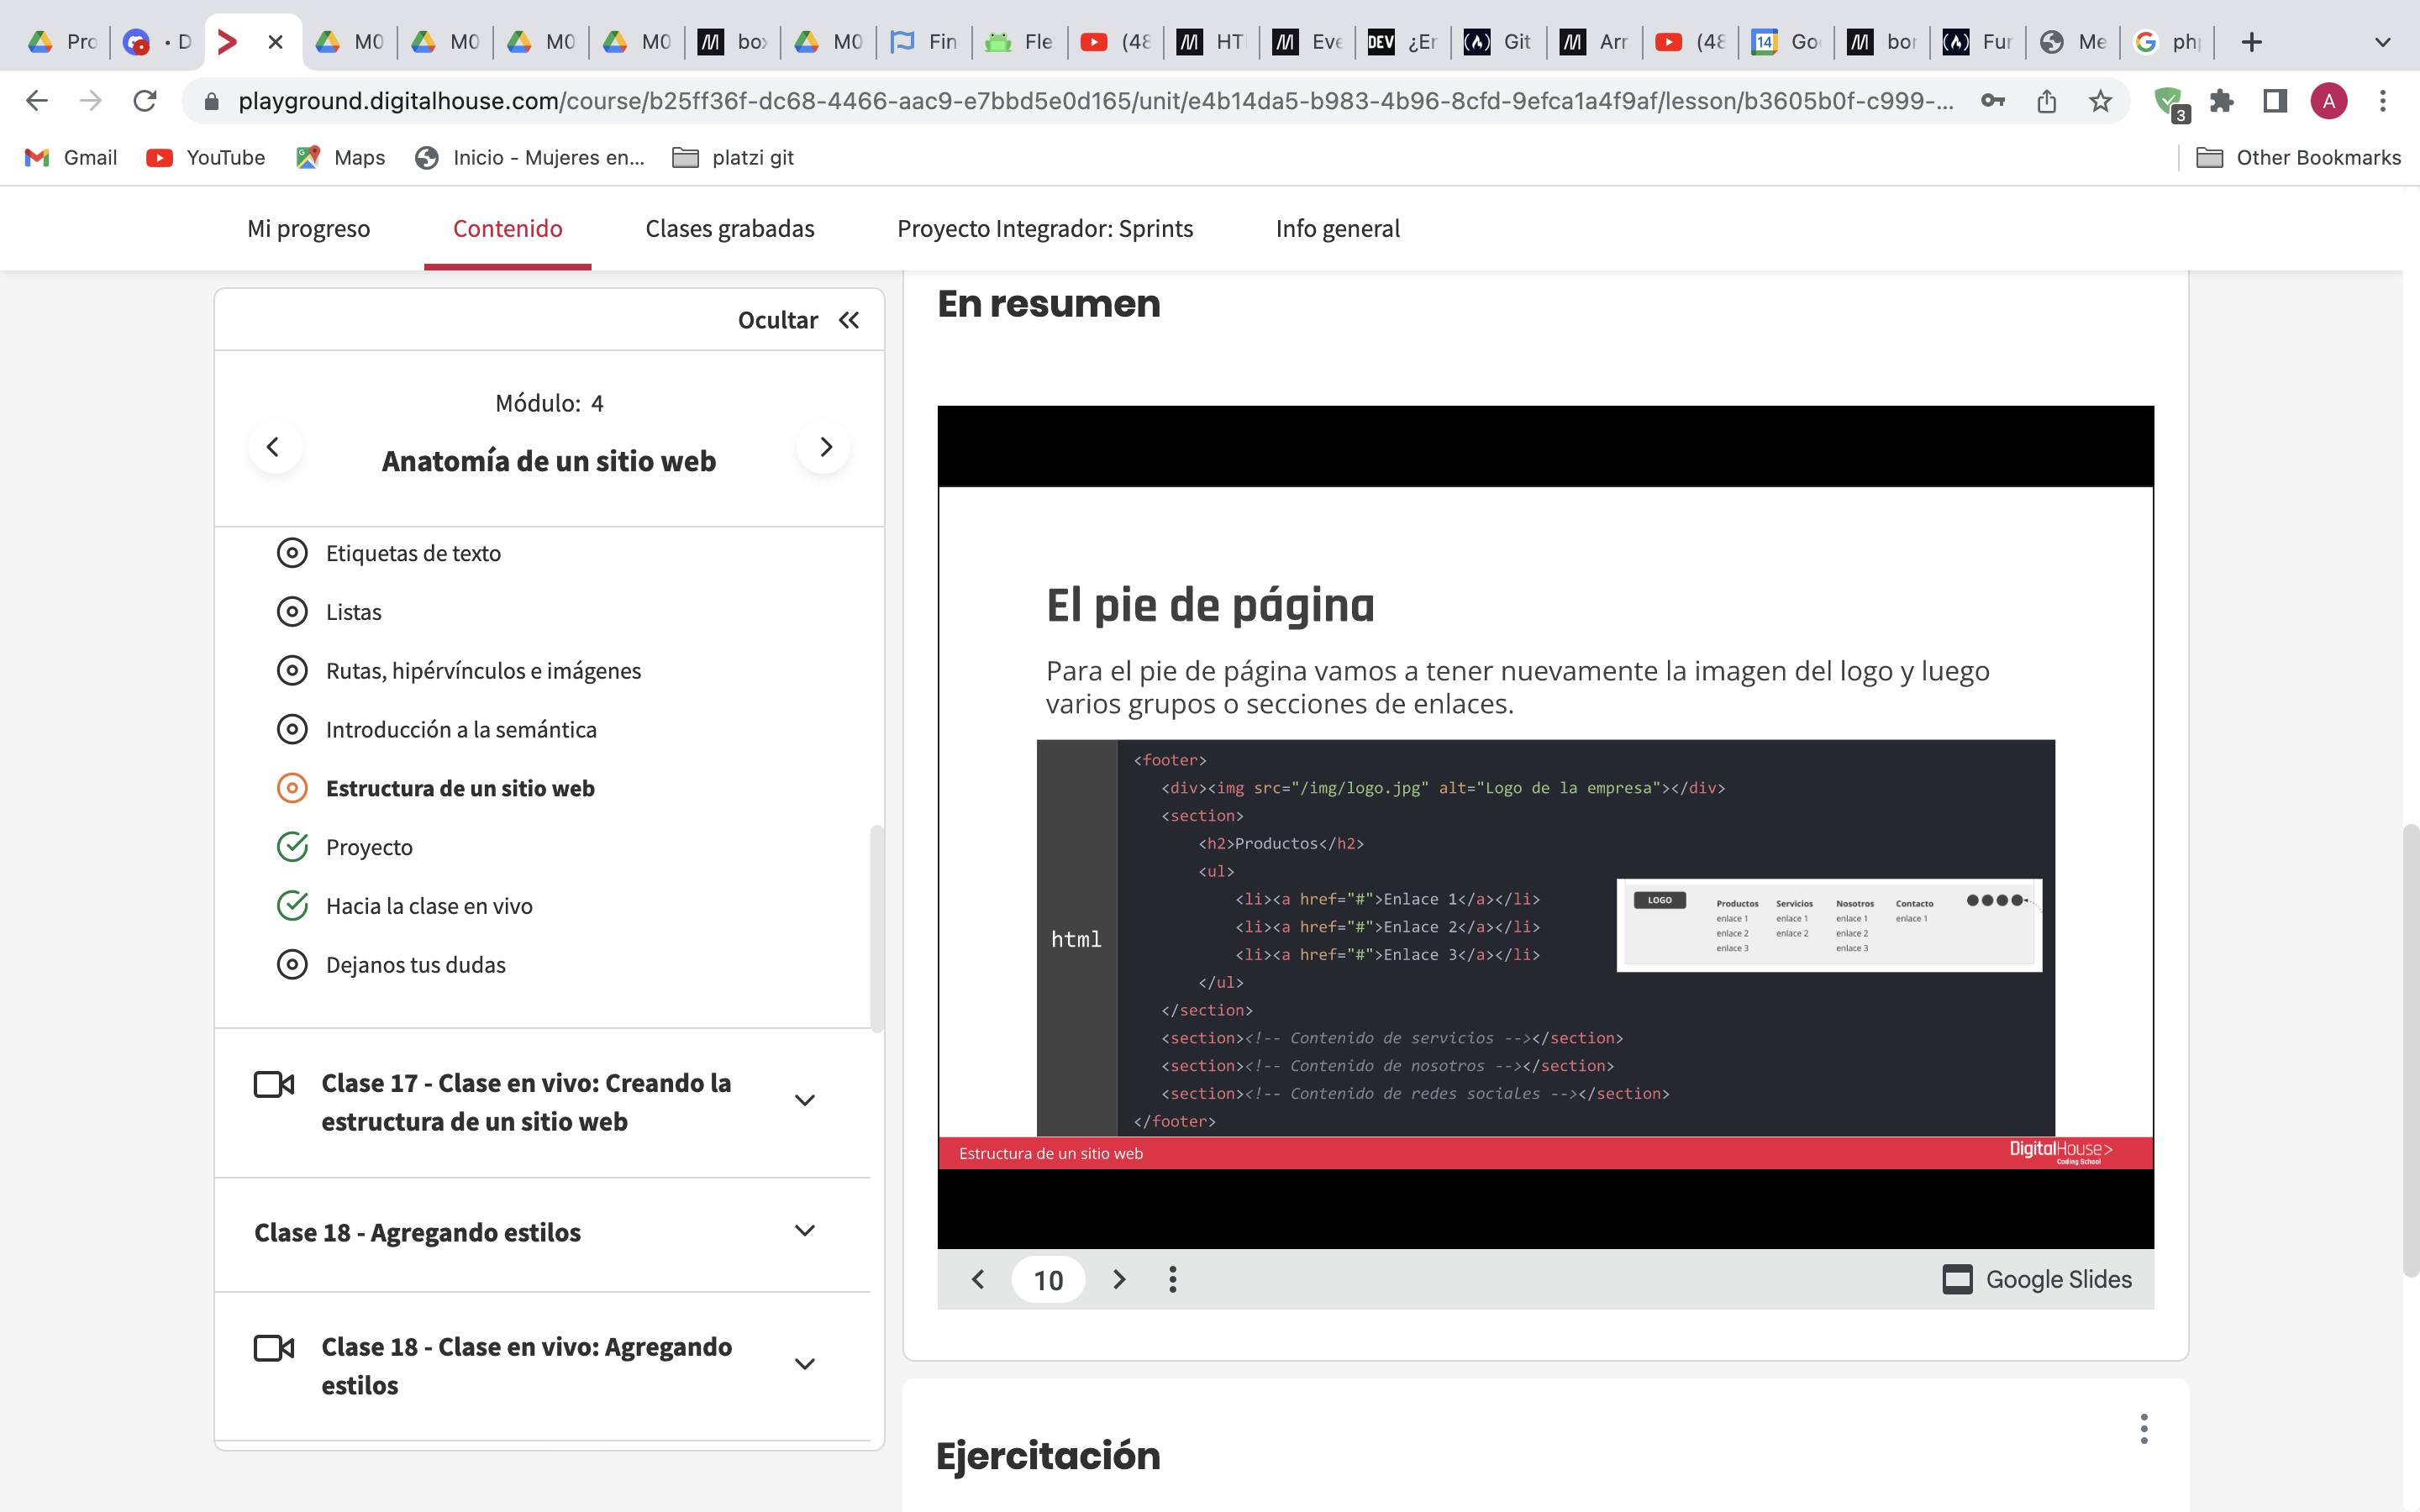 Pro
D
M0
M0
M0
M0
box
M0
Fin
Fle
(48
HT
Eve
DEV
¿Er
Git
Arr
(48
14
Go
bor
Fur
Me
php
playground.digitalhouse.com/course/b25ff36f-dc68-4466-aac9-e7bbd5e0d165/unit/e4b14da5-b983-4b96-8cfd-9efca1a4f9af/lesson/b3605b0f-c999-...
3
A
Gmail
YouTube
Maps
Inicio - Mujeres en...
platzi git
Other Bookmarks
Mi progreso
Contenido
Clases grabadas
Proyecto Integrador: Sprints
Info general
Ocultar
Módulo: 4
Anatomía de un sitio web
Etiquetas de texto
Listas
Rutas, hipérvínculos e imágenes
Introducción a la semántica
Estructura de un sitio web
Proyecto
Hacia la clase en vivo
Dejanos tus dudas
Clase 17 - Clase en vivo: Creando la
estructura de un sitio web
Clase 18 - Agregando estilos
Clase 18 - Clase en vivo: Agregando
estilos
En resumen
El pie de página
Para el pie de página vamos a tener nuevamente la imagen del logo y luego
varios grupos o secciones de enlaces.
html
<footer>
<div><img src="/img/logo.jpg" alt="Logo de la empresa"></div>
<section>
<h2>Productos</h2>
<ul>
<li><a href="#">Enlace 1</a></li>
<li><a href="#">Enlace 2</a></li>
<li><a href="#">Enlace 3</a></li>
</ul>
</section>
<section><!-- Contenido de servicios --></section>
<section><!-- Contenido de nosotros --></section>
<section><!-- Contenido de redes sociales --></section>
</footer>
LOGO
Productos Servicios Nosotros Contacto
enlace 1 enlace 1 enlace 1 enlace 1
enlace 2 enlace 2 enlace 2
enlace 3 enlace 3
Estructura de un sitio web
DigitalHouse>
Coding School
10
Google Slides
Ejercitación